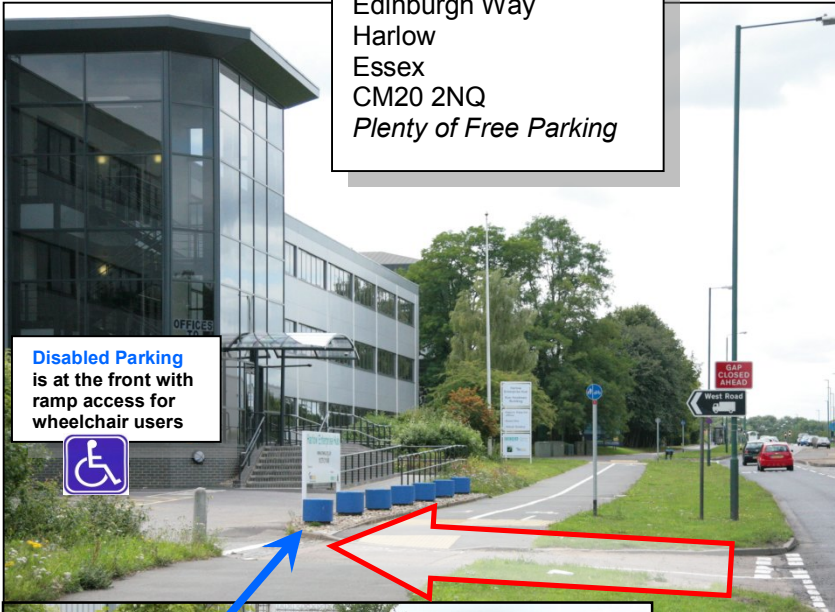 Edinburgh Way
Harlow
Essex
CM20 2NQ
Plenty of Free Parking
OFFICES
TO
Disabled Parking
is at the front with
ramp access for
wheelchair users
GAP
CLOSED
AHEAD
West Road